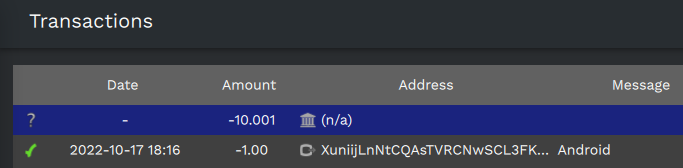 Transactions
Date Amount Address Message
? - -10.001 (n/a)
2022-10-17 18:16 -1.00 XuniijLnNtCQAsTVRCNwSCL3FK... Android